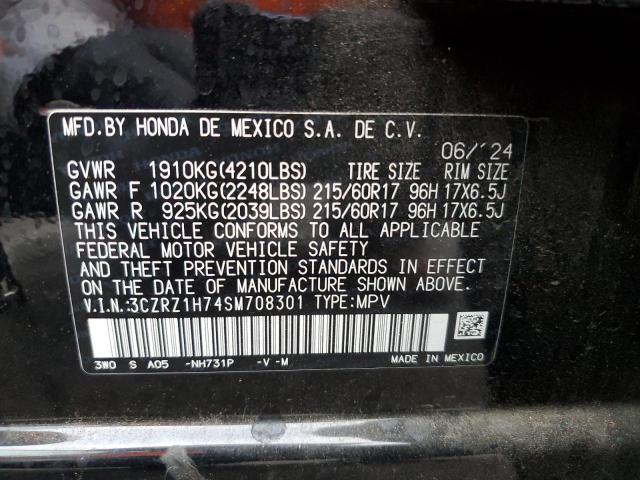 MFD.BY HONDA DE MEXICO S.A. DE C.V.
06/'24
GVWR 1910KG(4210LBS) TIRE SIZE RIM SIZE
GAWR F 1020KG(2248LBS) 215/60R17 96H 17X6.5J
GAWR R 925KG(2039LBS) 215/60R17 96H 17X6.5J
THIS VEHICLE CONFORMS TO ALL APPLICABLE
FEDERAL MOTOR VEHICLE SAFETY
AND THEFT PREVENTION STANDARDS IN EFFECT
ON THE DATE OF MANUFACTURE SHOWN ABOVE.
V.I.N.:3CZRZ1H74SM708301 TYPE:MPV
3W0 S A05 -NH731P -V-M MADE IN MEXICO